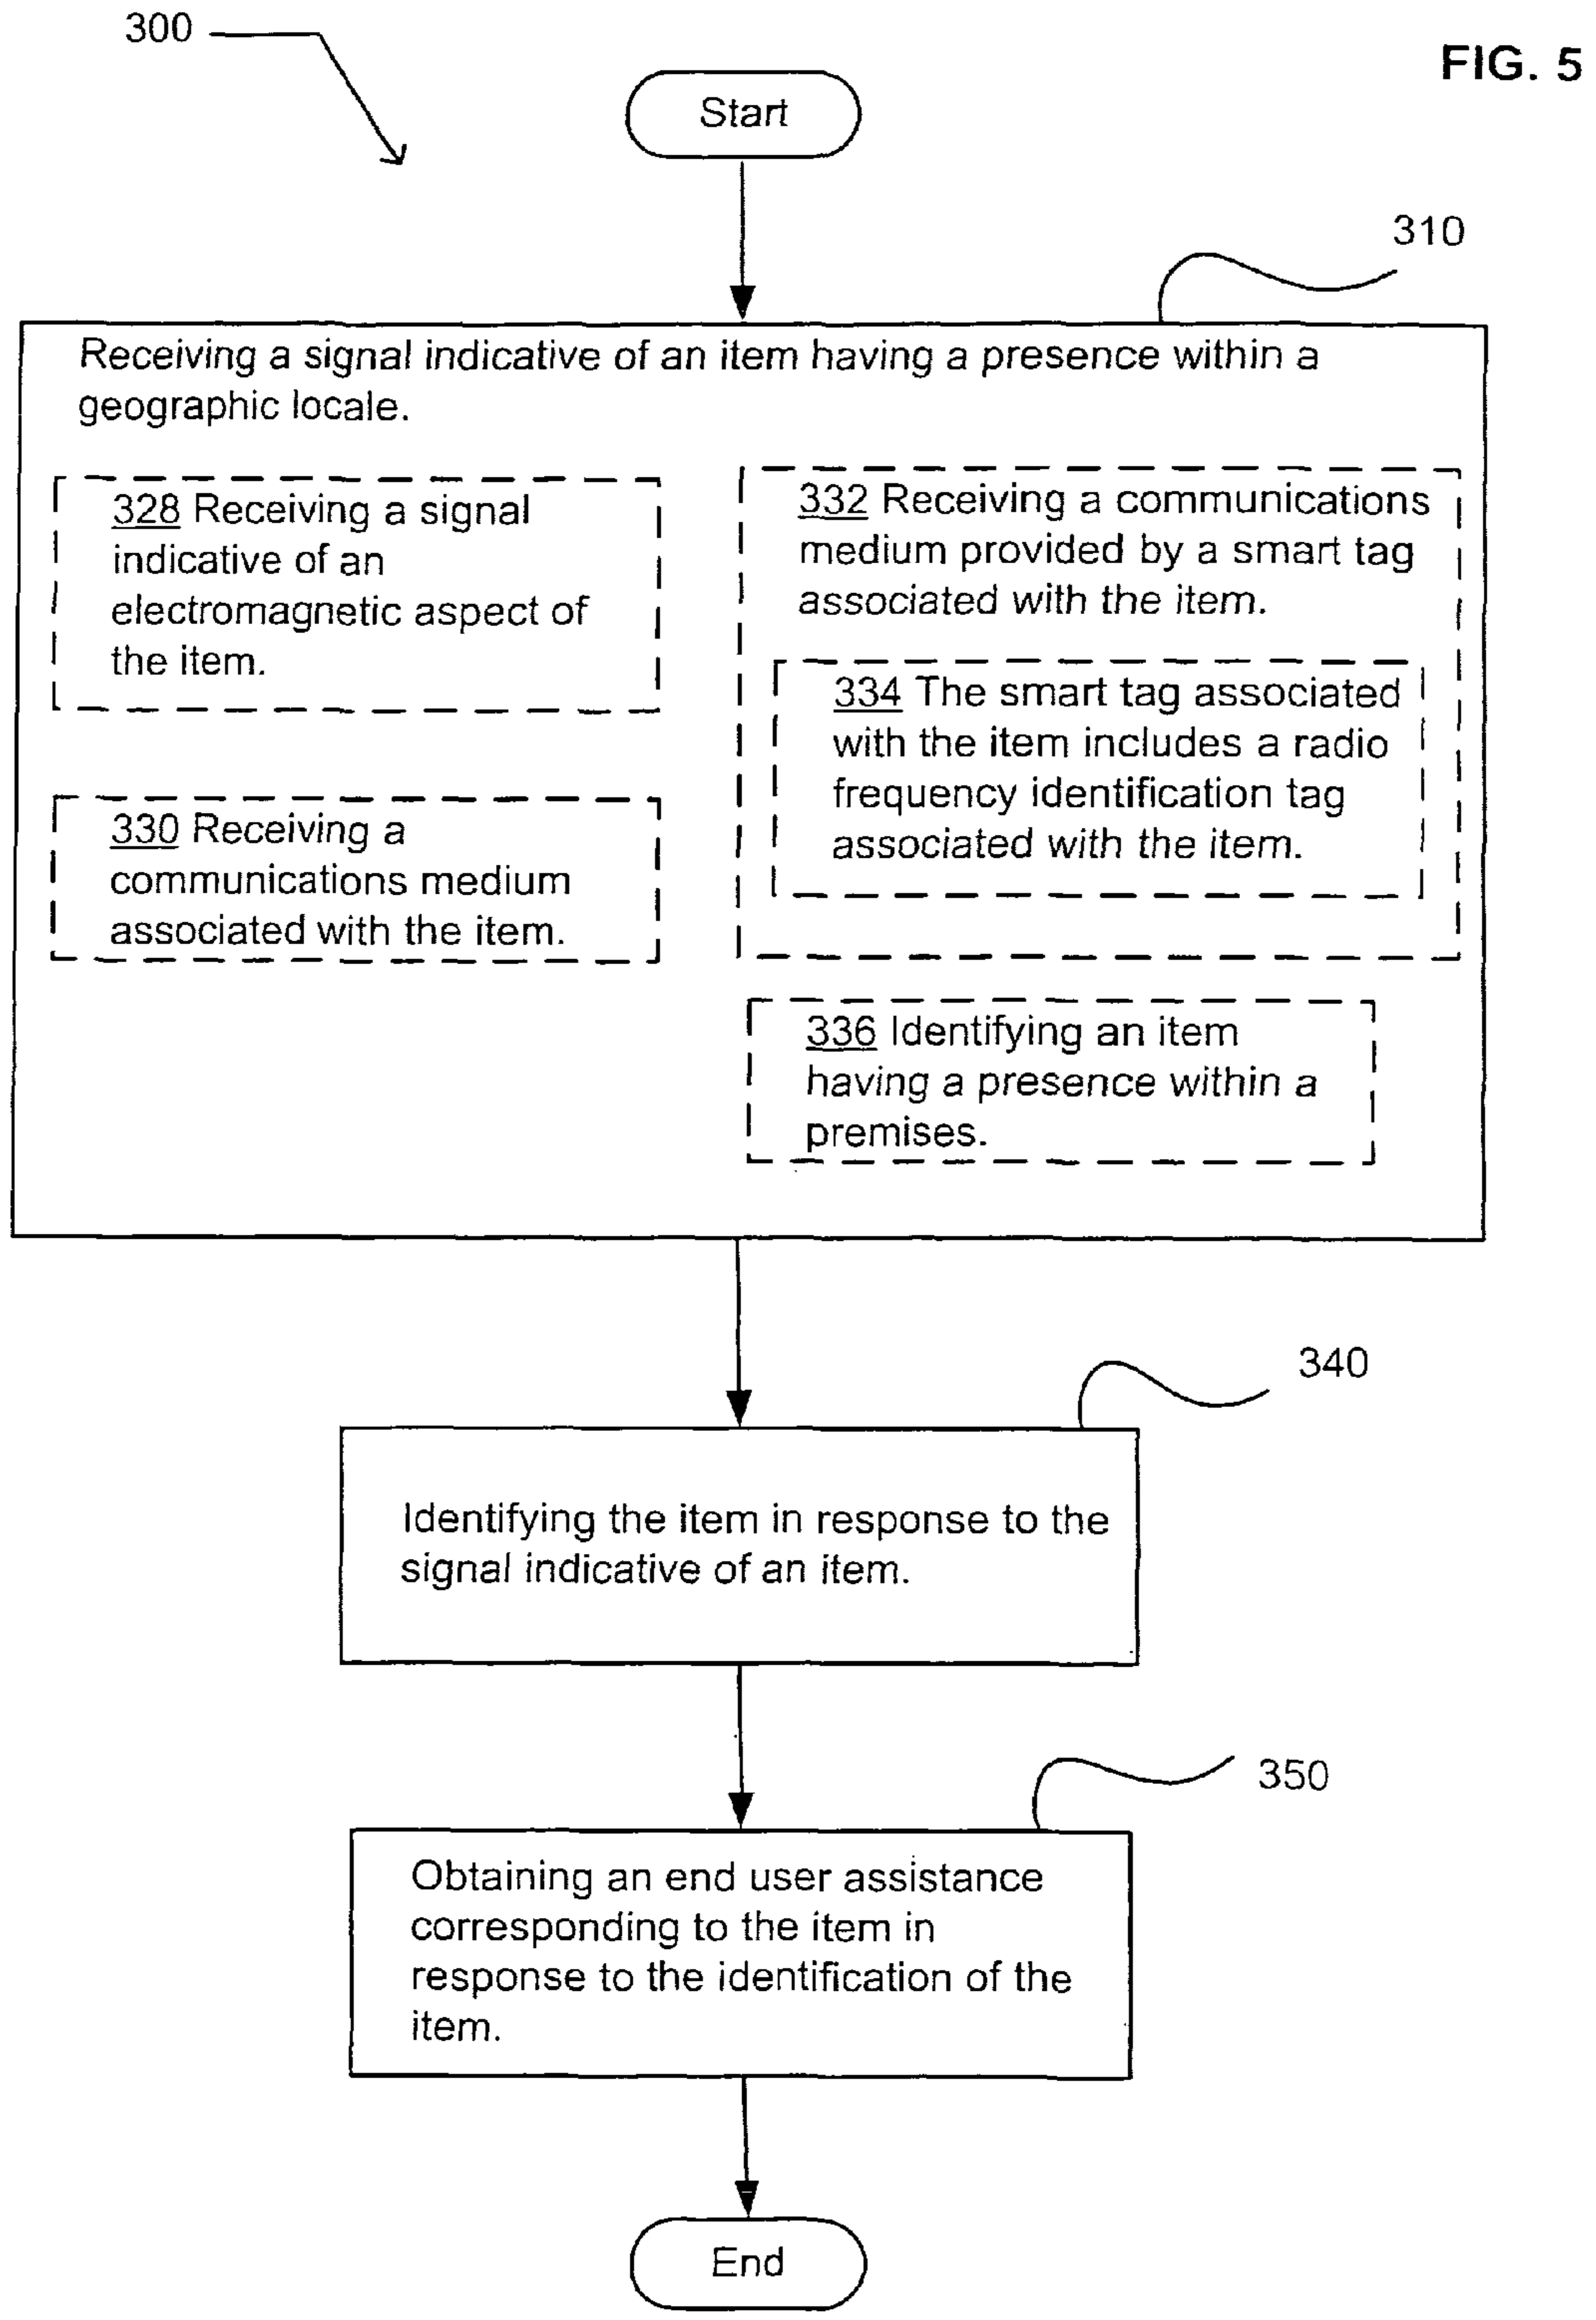 300
FIG. 5
Start
310
Receiving a signal indicative of an item having a presence within a
geographic locale.
328 Receiving a signal
indicative of an
electromagnetic aspect of
the item.
330 Receiving a
communications medium
associated with the item.
332 Receiving a communications
medium provided by a smart tag
associated with the item.
334 The smart tag associated
with the item includes a radio
frequency identification tag
associated with the item.
336 Identifying an item
having a presence within a
premises.
340
Identifying the item in response to the
signal indicative of an item.
350
Obtaining an end user assistance
corresponding to the item in
response to the identification of the
item.
End